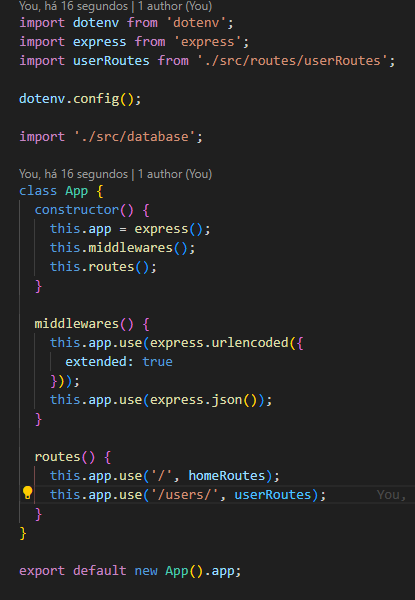 You, há 16 segundos | 1 author (You)
import dotenv from 'dotenv';
import express from 'express';
import userRoutes from './src/routes/userRoutes';
dotenv.config();
import './src/database';
You, há 16 segundos | 1 author (You)
class App {
  constructor() {
    this.app = express();
    this.middlewares();
    this.routes();
  }
  middlewares() {
    this.app.use(express.urlencoded({
      extended: true
    }));
    this.app.use(express.json());
  }
  routes() {
    this.app.use('/', homeRoutes);
    this.app.use('/users/', userRoutes);    You,
  }
}
export default new App().app;